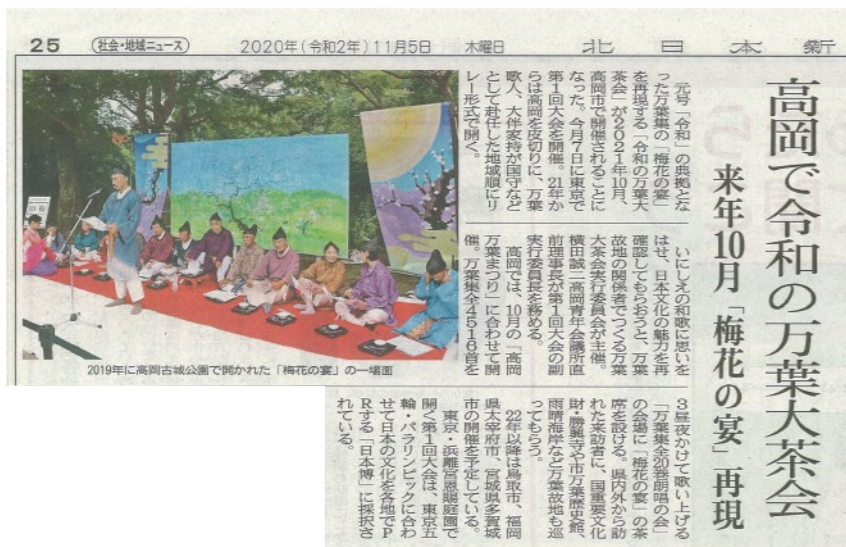 25
社会・地域ニュース
2020年(令和2年)11月5日
木曜日
北日本新
高岡で令和の万葉大茶会
来年10月「梅花の宴」再現
元号「令和」の典拠とな
った万葉集の「梅花の宴」
を再現する「令和の万葉大
茶会」が2021年10月、
高岡市で開催されることに
なった。今月7日に東京で
第1回大会を開催。21年か
らは高岡を皮切りに、万葉
歌人、大伴家持が国守など
として赴任した地域順にリ
レー形式で開く。
いにしえの和歌に思いを
はせ、日本文化の魅力を再
確認してもらおうと、万葉
故地の関係者でつくる万葉
大茶会実行委員会が主催。
横田誠二高岡青年会議所直
前理事長が第1回大会の副
実行委員長を務める。
高岡では、10月の「高岡
万葉まつり」に合わせて開
催。万葉集全4516首を
3昼夜かけて歌い上げる
「万葉集全20巻朗唱の会」
の会場に「梅花の宴」の茶
席を設ける。県内外から訪
れた来訪者に、国重要文化
財・勝興寺や市万葉歴史館、
雨晴海岸など万葉故地も巡
ってもらう。
22年以降は鳥取市、福岡
県太宰府市、宮城県多賀城
市の開催を予定している。
東京・浜離宮恩賜庭園で
開く第1回大会は、東京五
輪・パラリンピックに合わ
せて日本の文化を各地でP
Rする「日本博」に採択さ
れている。
2019年に高岡古城公園で開かれた「梅花の宴」の一場面